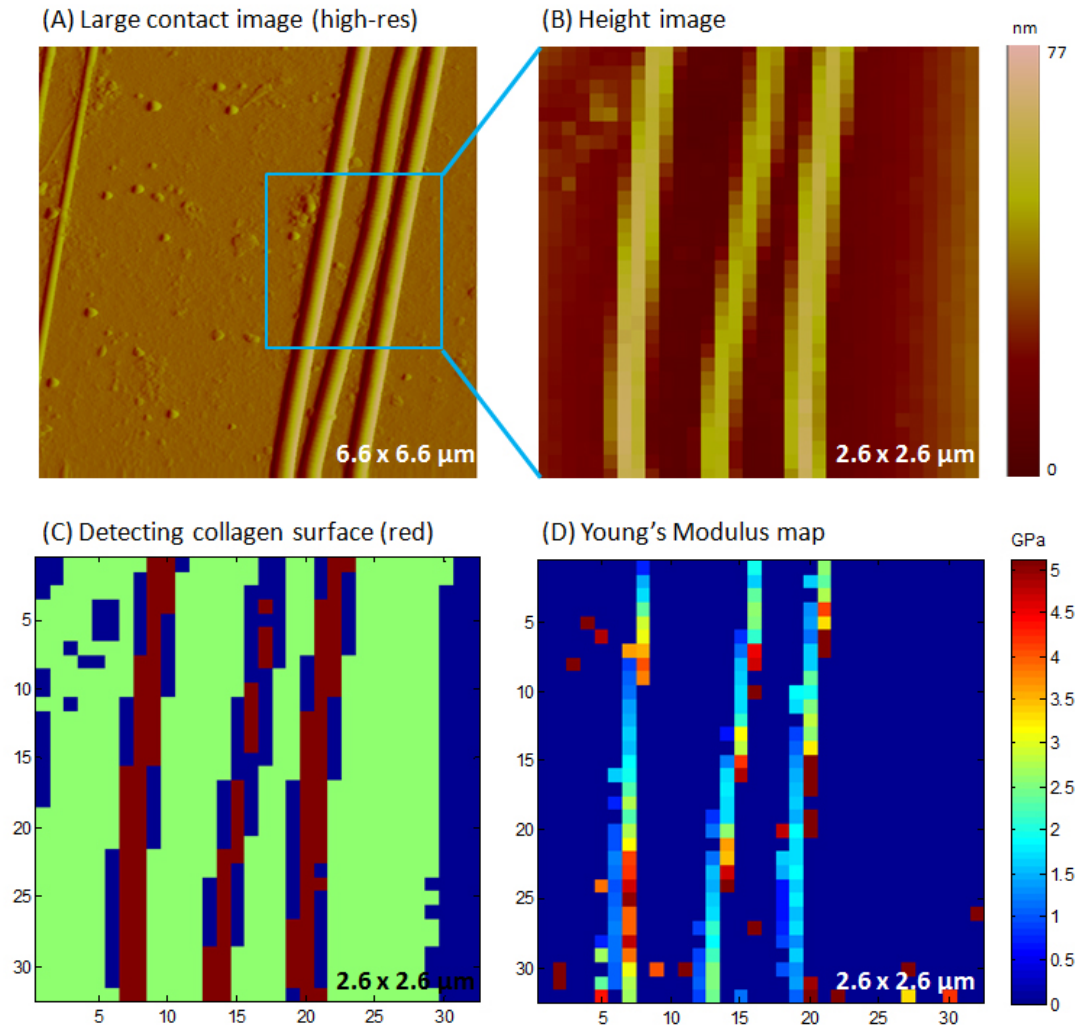 (A) Large contact image (high-res)
(B) Height image
nm
77
0
6.6 x 6.6 µm
2.6 x 2.6 µm
(C) Detecting collagen surface (red)
(D) Young's Modulus map
GPa
5
10
15
20
25
30
5 10 15 20 25 30
2.6 x 2.6 µm
5
10
15
20
25
30
5 10 15 20 25 30
2.6 x 2.6 µm
5
4.5
4
3.5
3
2.5
2
1.5
1
0.5
0